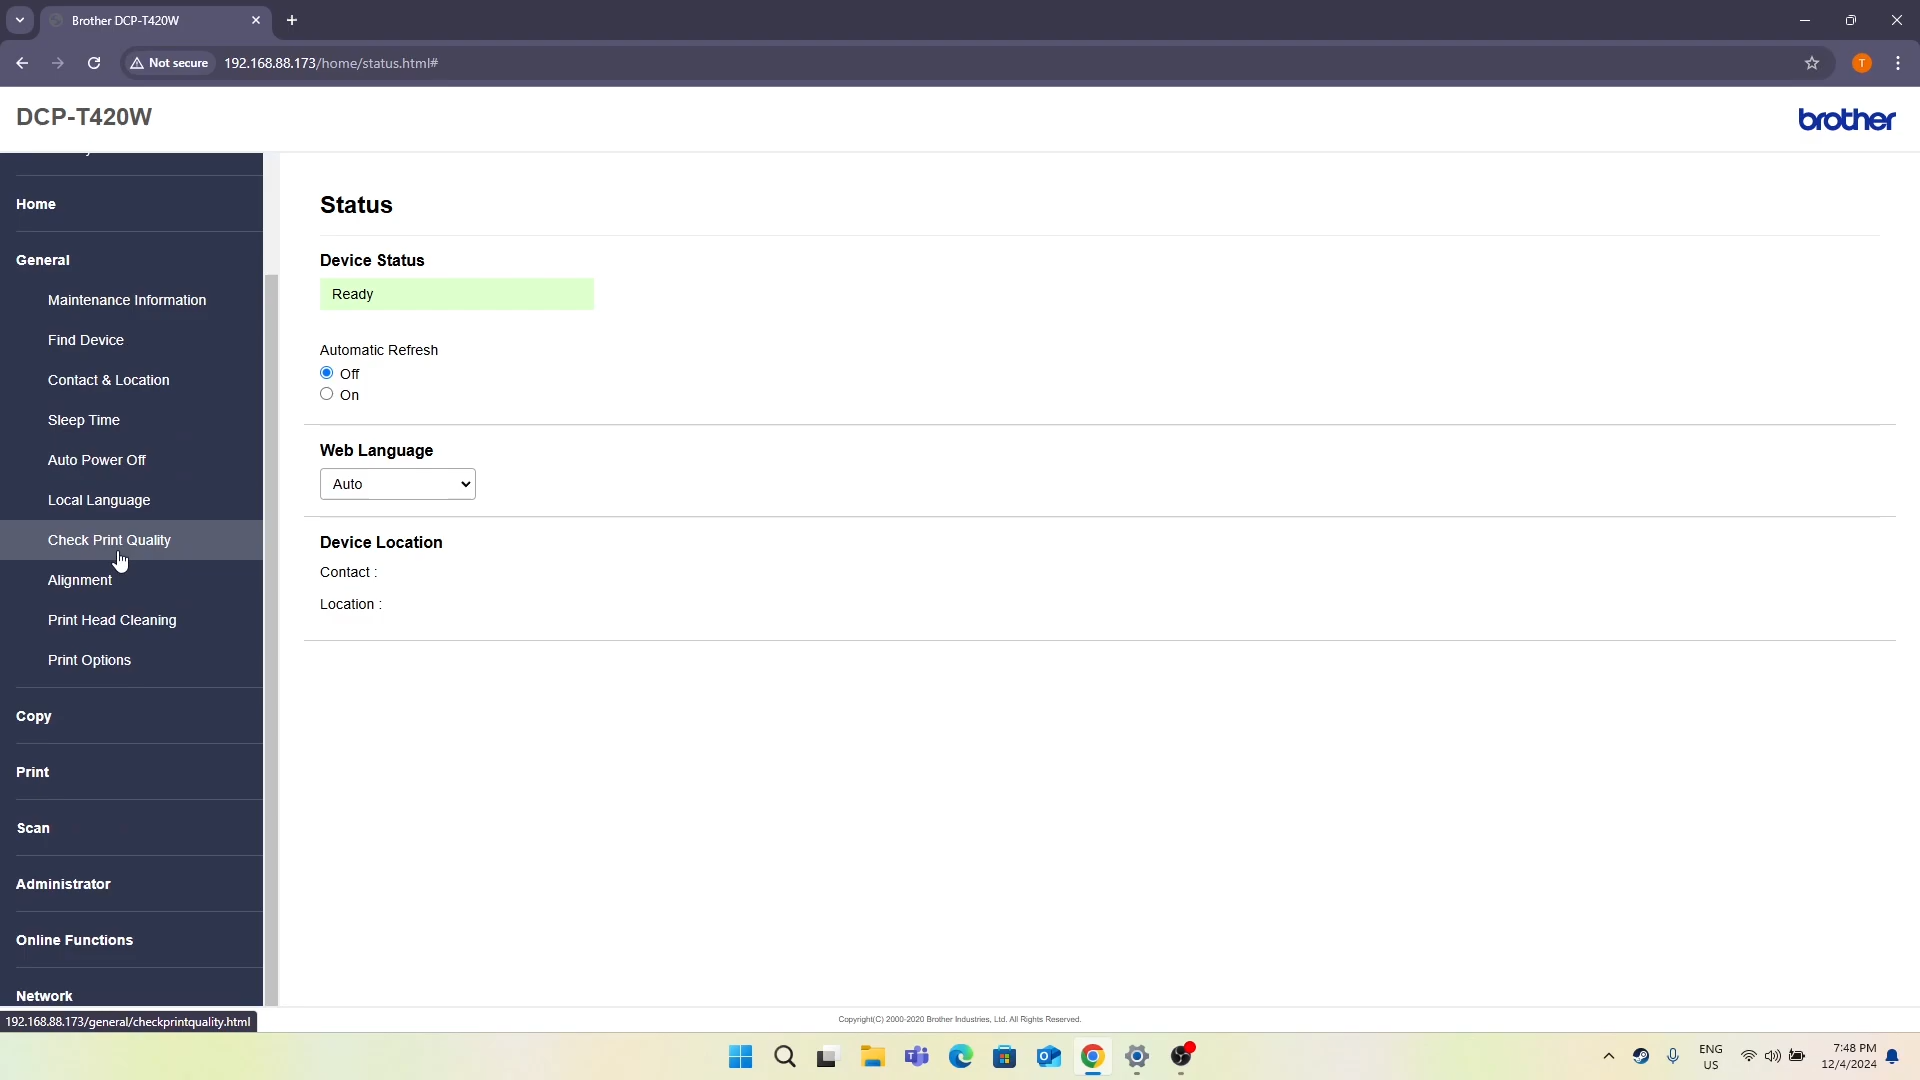 Brother DCP-T420W
Not secure
192.168.88.173/home/status.html#
T
DCP-T420W
brother
Home
General
Maintenance Information
Find Device
Contact & Location
Sleep Time
Auto Power Off
Local Language
Check Print Quality
Alignment
Print Head Cleaning
Print Options
Copy
Print
Scan
Administrator
Online Functions
Network
Status
Device Status
Ready
Automatic Refresh
Off
On
Web Language
Auto
Device Location
Contact :
Location :
192.168.88.173/general/checkprintquality.html
Copyright(C) 2000-2020 Brother Industries, Ltd. All Rights Reserved.
ENG
US
7:48 PM
12/4/2024